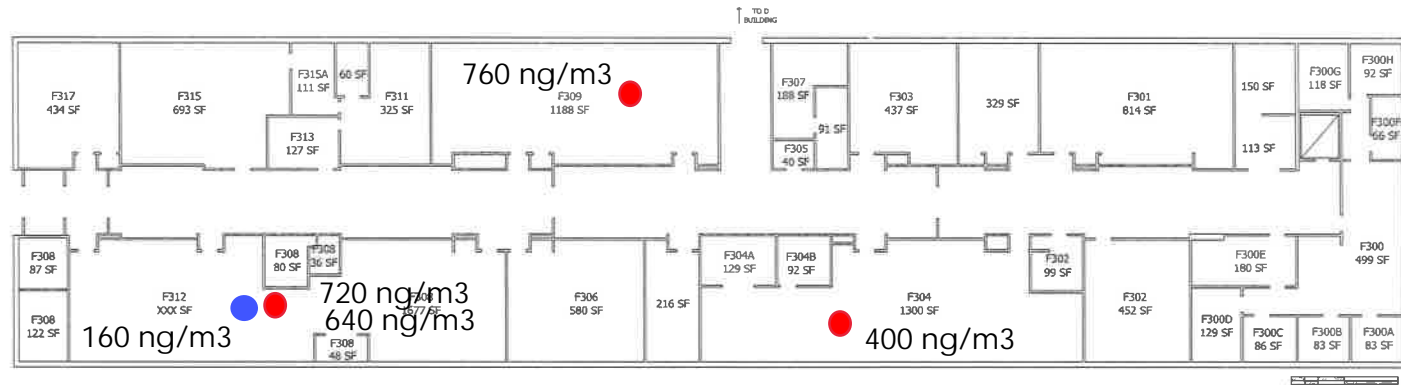 TO D
BUILDING
F317
434 SF
F315
693 SF
F315A
111 SF
60 SF
F313
127 SF
F311
325 SF
760 ng/m3
F309
1188 SF
F307
188 SF
91 SF
F305
40 SF
F303
437 SF
329 SF
F301
814 SF
150 SF
113 SF
F300G
118 SF
F300H
92 SF
F300F
66 SF
F308
87 SF
F308
122 SF
F312
XXX SF
160 ng/m3
F308
80 SF
F308
36 SF
720 ng/m3
1677 SF
640 ng/m3
F308
48 SF
F306
580 SF
216 SF
F304A
129 SF
F304B
92 SF
F304
1300 SF
400 ng/m3
F302
99 SF
F302
452 SF
F300E
180 SF
F300
499 SF
F300D
129 SF
F300C
86 SF
F300B
83 SF
F300A
83 SF